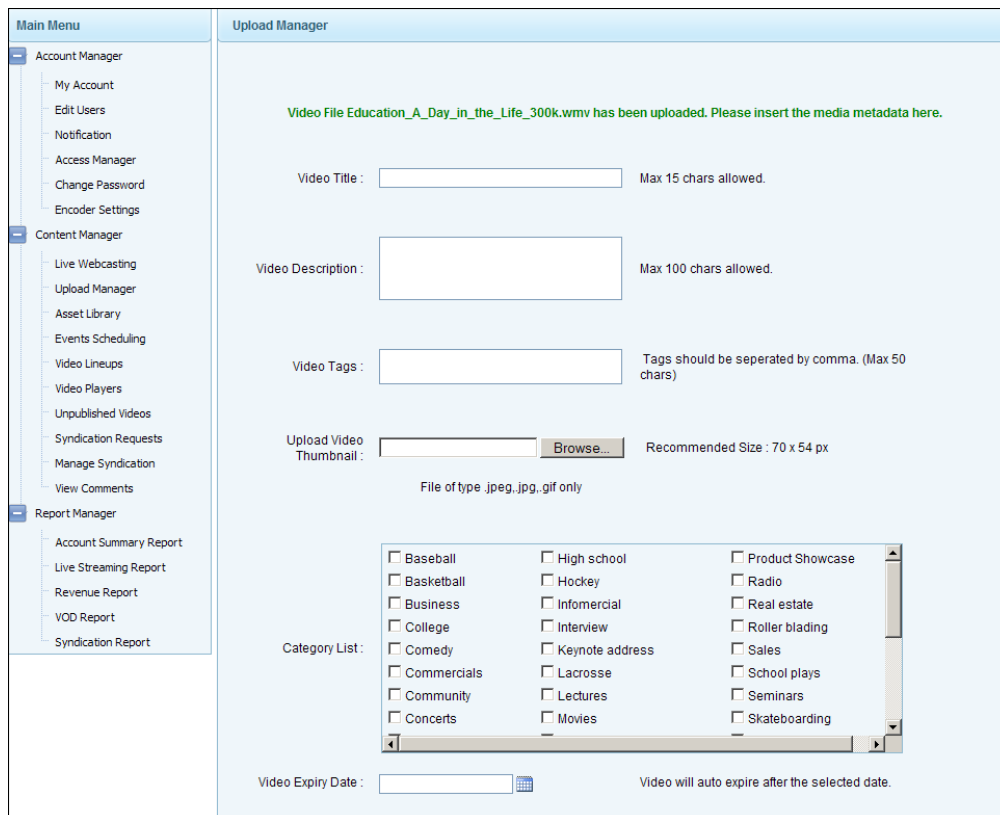 Main Menu
Account Manager
My Account
Edit Users
Notification
Access Manager
Change Password
Encoder Settings
Content Manager
Live Webcasting
Upload Manager
Asset Library
Events Scheduling
Video Lineups
Video Players
Unpublished Videos
Syndication Requests
Manage Syndication
View Comments
Report Manager
Account Summary Report
Live Streaming Report
Revenue Report
VOD Report
Syndication Report
Upload Manager
Video File Education_A_Day_in_the_Life_300k.wmv has been uploaded. Please insert the media metadata here.
Video Title : Max 15 chars allowed.
Video Description : Max 100 chars allowed.
Video Tags : Tags should be seperated by comma. (Max 50
chars)
Upload Video
Thumbnail : Browse... Recommended Size : 70 x 54 px
File of type .jpeg,.jpg,.gif only
Category List :
Baseball High school Product Showcase
Basketball Hockey Radio
Business Infomercial Real estate
College Interview Roller blading
Comedy Keynote address Sales
Commercials Lacrosse School plays
Community Lectures Seminars
Concerts Movies Skateboarding
Video Expiry Date : Video will auto expire after the selected date.